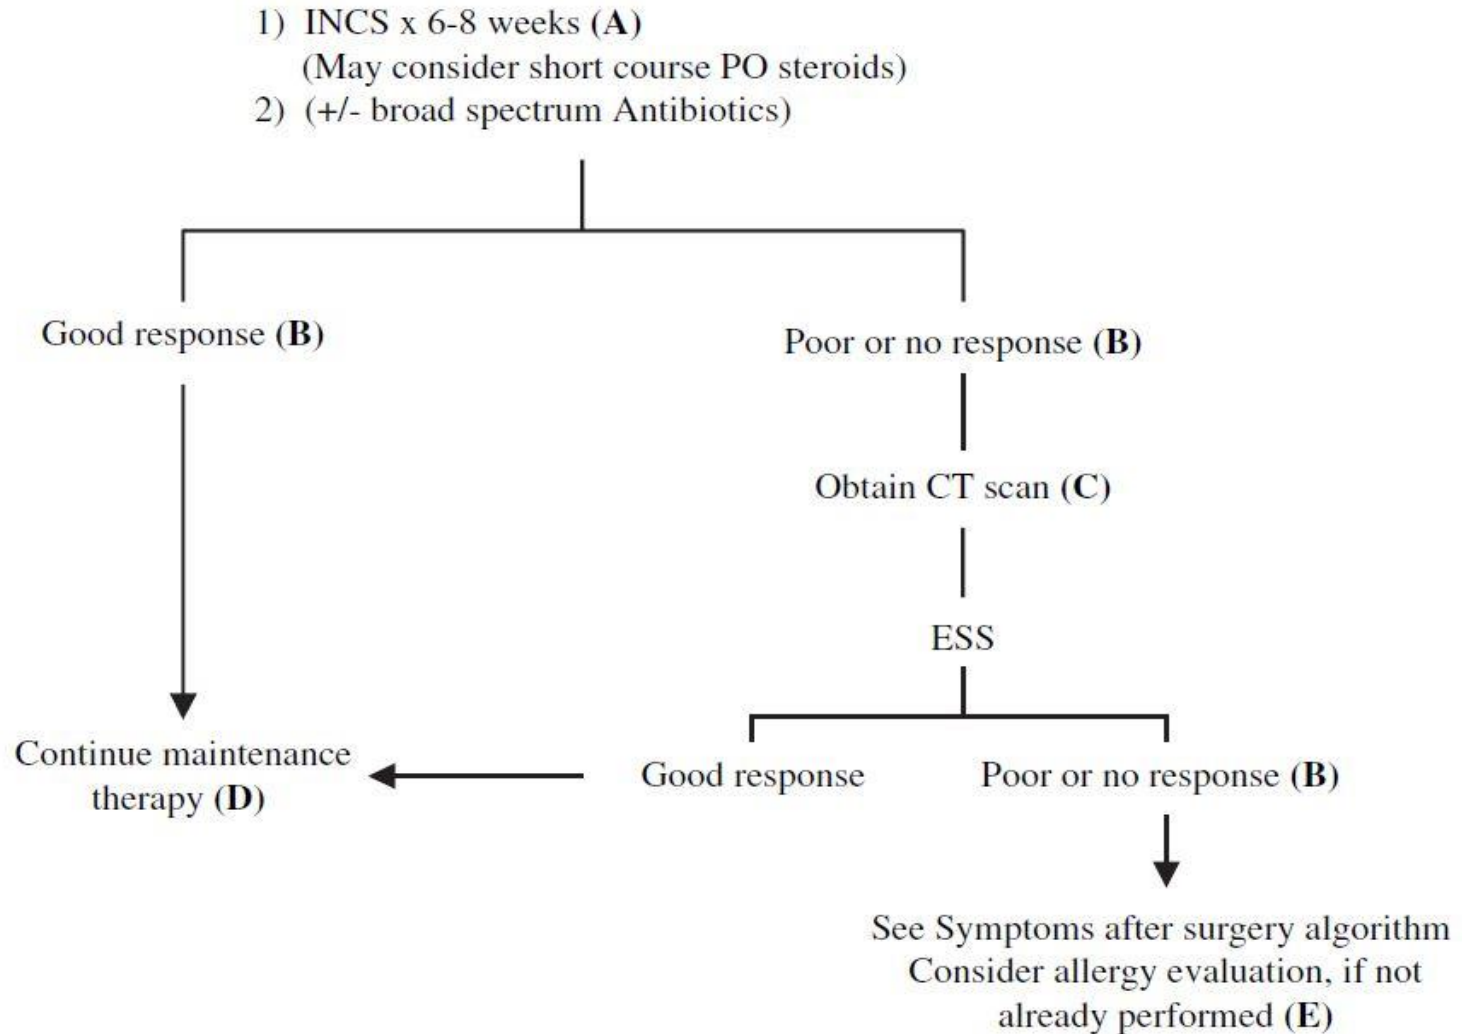 1) INCS x 6-8 weeks (A)
(May consider short course PO steroids)
2) (+/- broad spectrum Antibiotics)
Good response (B)
Poor or no response (B)
Obtain CT scan (C)
ESS
Continue maintenance
therapy (D)
Good response
Poor or no response (B)
See Symptoms after surgery algorithm
Consider allergy evaluation, if not
already performed (E)